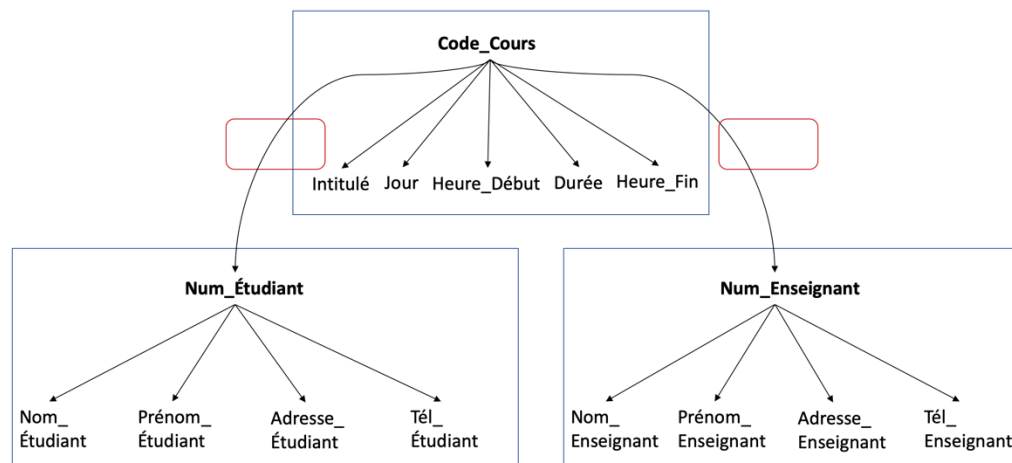 Code_Cours
Intitulé Jour Heure_Début Durée Heure_Fin
Num_Étudiant
Num_Enseignant
Nom_
Étudiant
Prénom_
Étudiant
Adresse_
Étudiant
Tél_
Étudiant
Nom_
Enseignant
Prénom_
Enseignant
Adresse_
Enseignant
Tél_
Enseignant